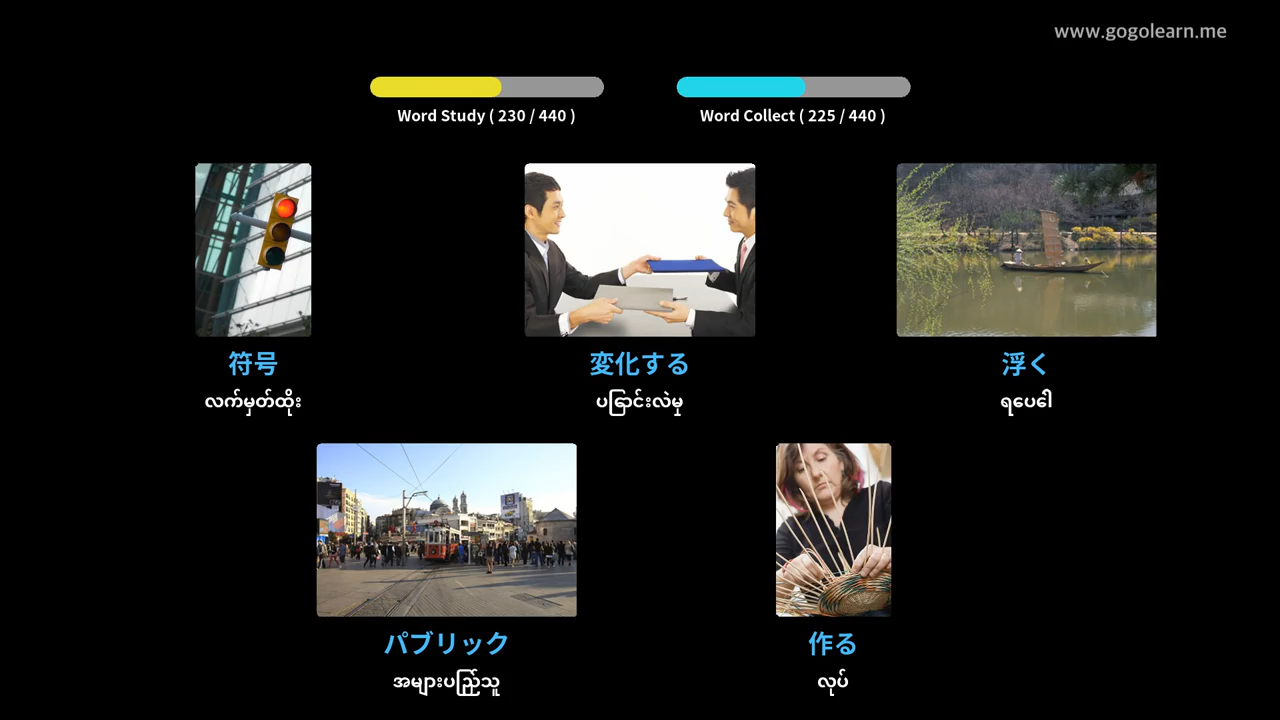 www.gogolearn.me
Word Study ( 230 / 440 )
Word Collect ( 225 / 440 )
符号
လက်မှတ်ထိုး
変化する
ပြောင်းလဲမှု
浮く
ရေပေါ်
パブリック
အများပြည်သူ
作る
လုပ်